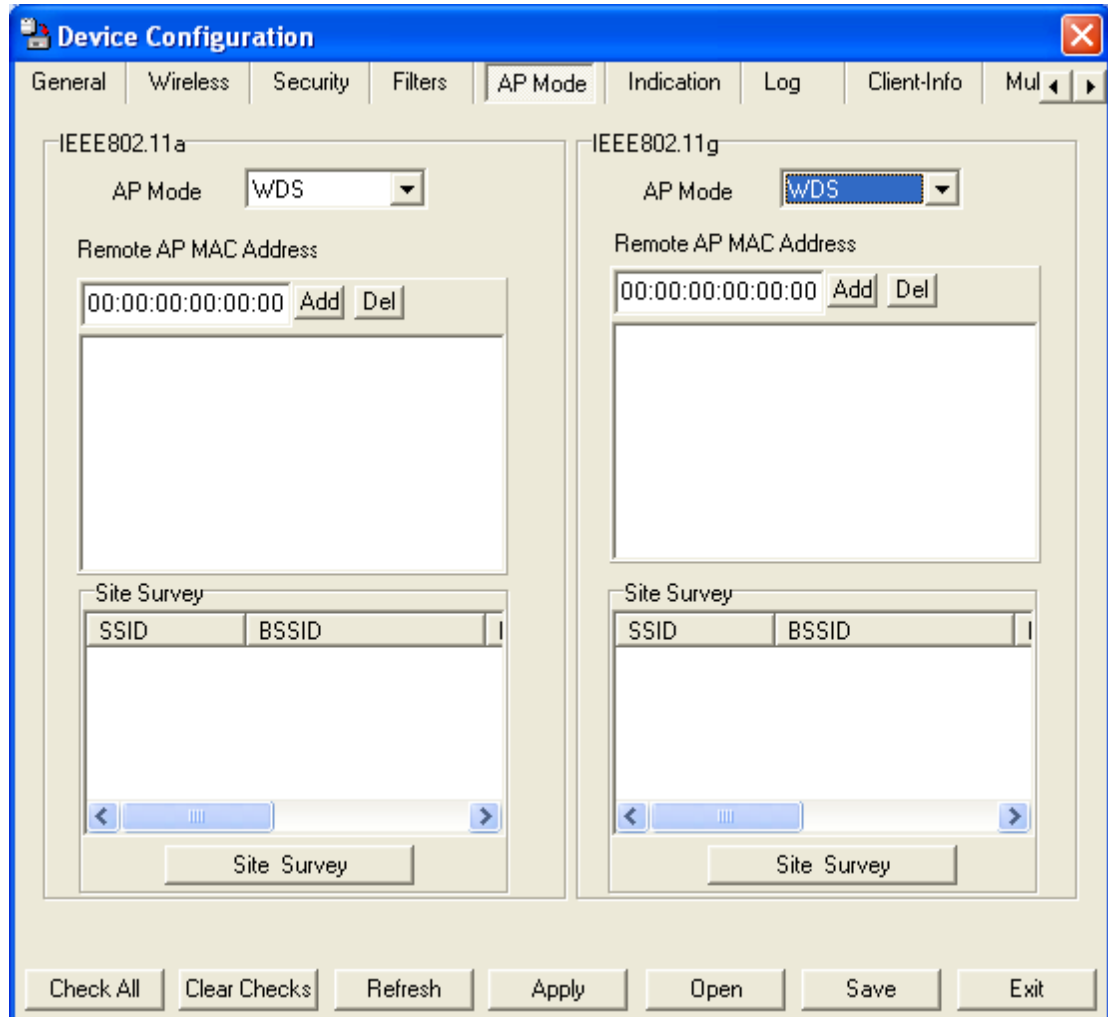 Device Configuration
General Wireless Security Filters AP Mode Indication Log Client-Info Mul
IEEE802.11a
AP Mode WDS
Remote AP MAC Address
00:00:00:00:00:00 Add Del
Site Survey
SSID BSSID
Site Survey
IEEE802.11g
AP Mode WDS
Remote AP MAC Address
00:00:00:00:00:00 Add Del
Site Survey
SSID BSSID
Site Survey
Check All Clear Checks Refresh Apply Open Save Exit